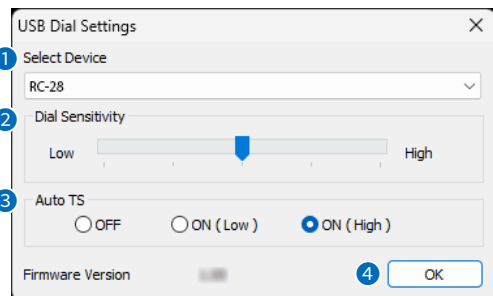 USB Dial Settings
1 Select Device
RC-28
2 Dial Sensitivity
Low High
3 Auto TS
OFF ON ( Low ) ON ( High )
Firmware Version
4 OK